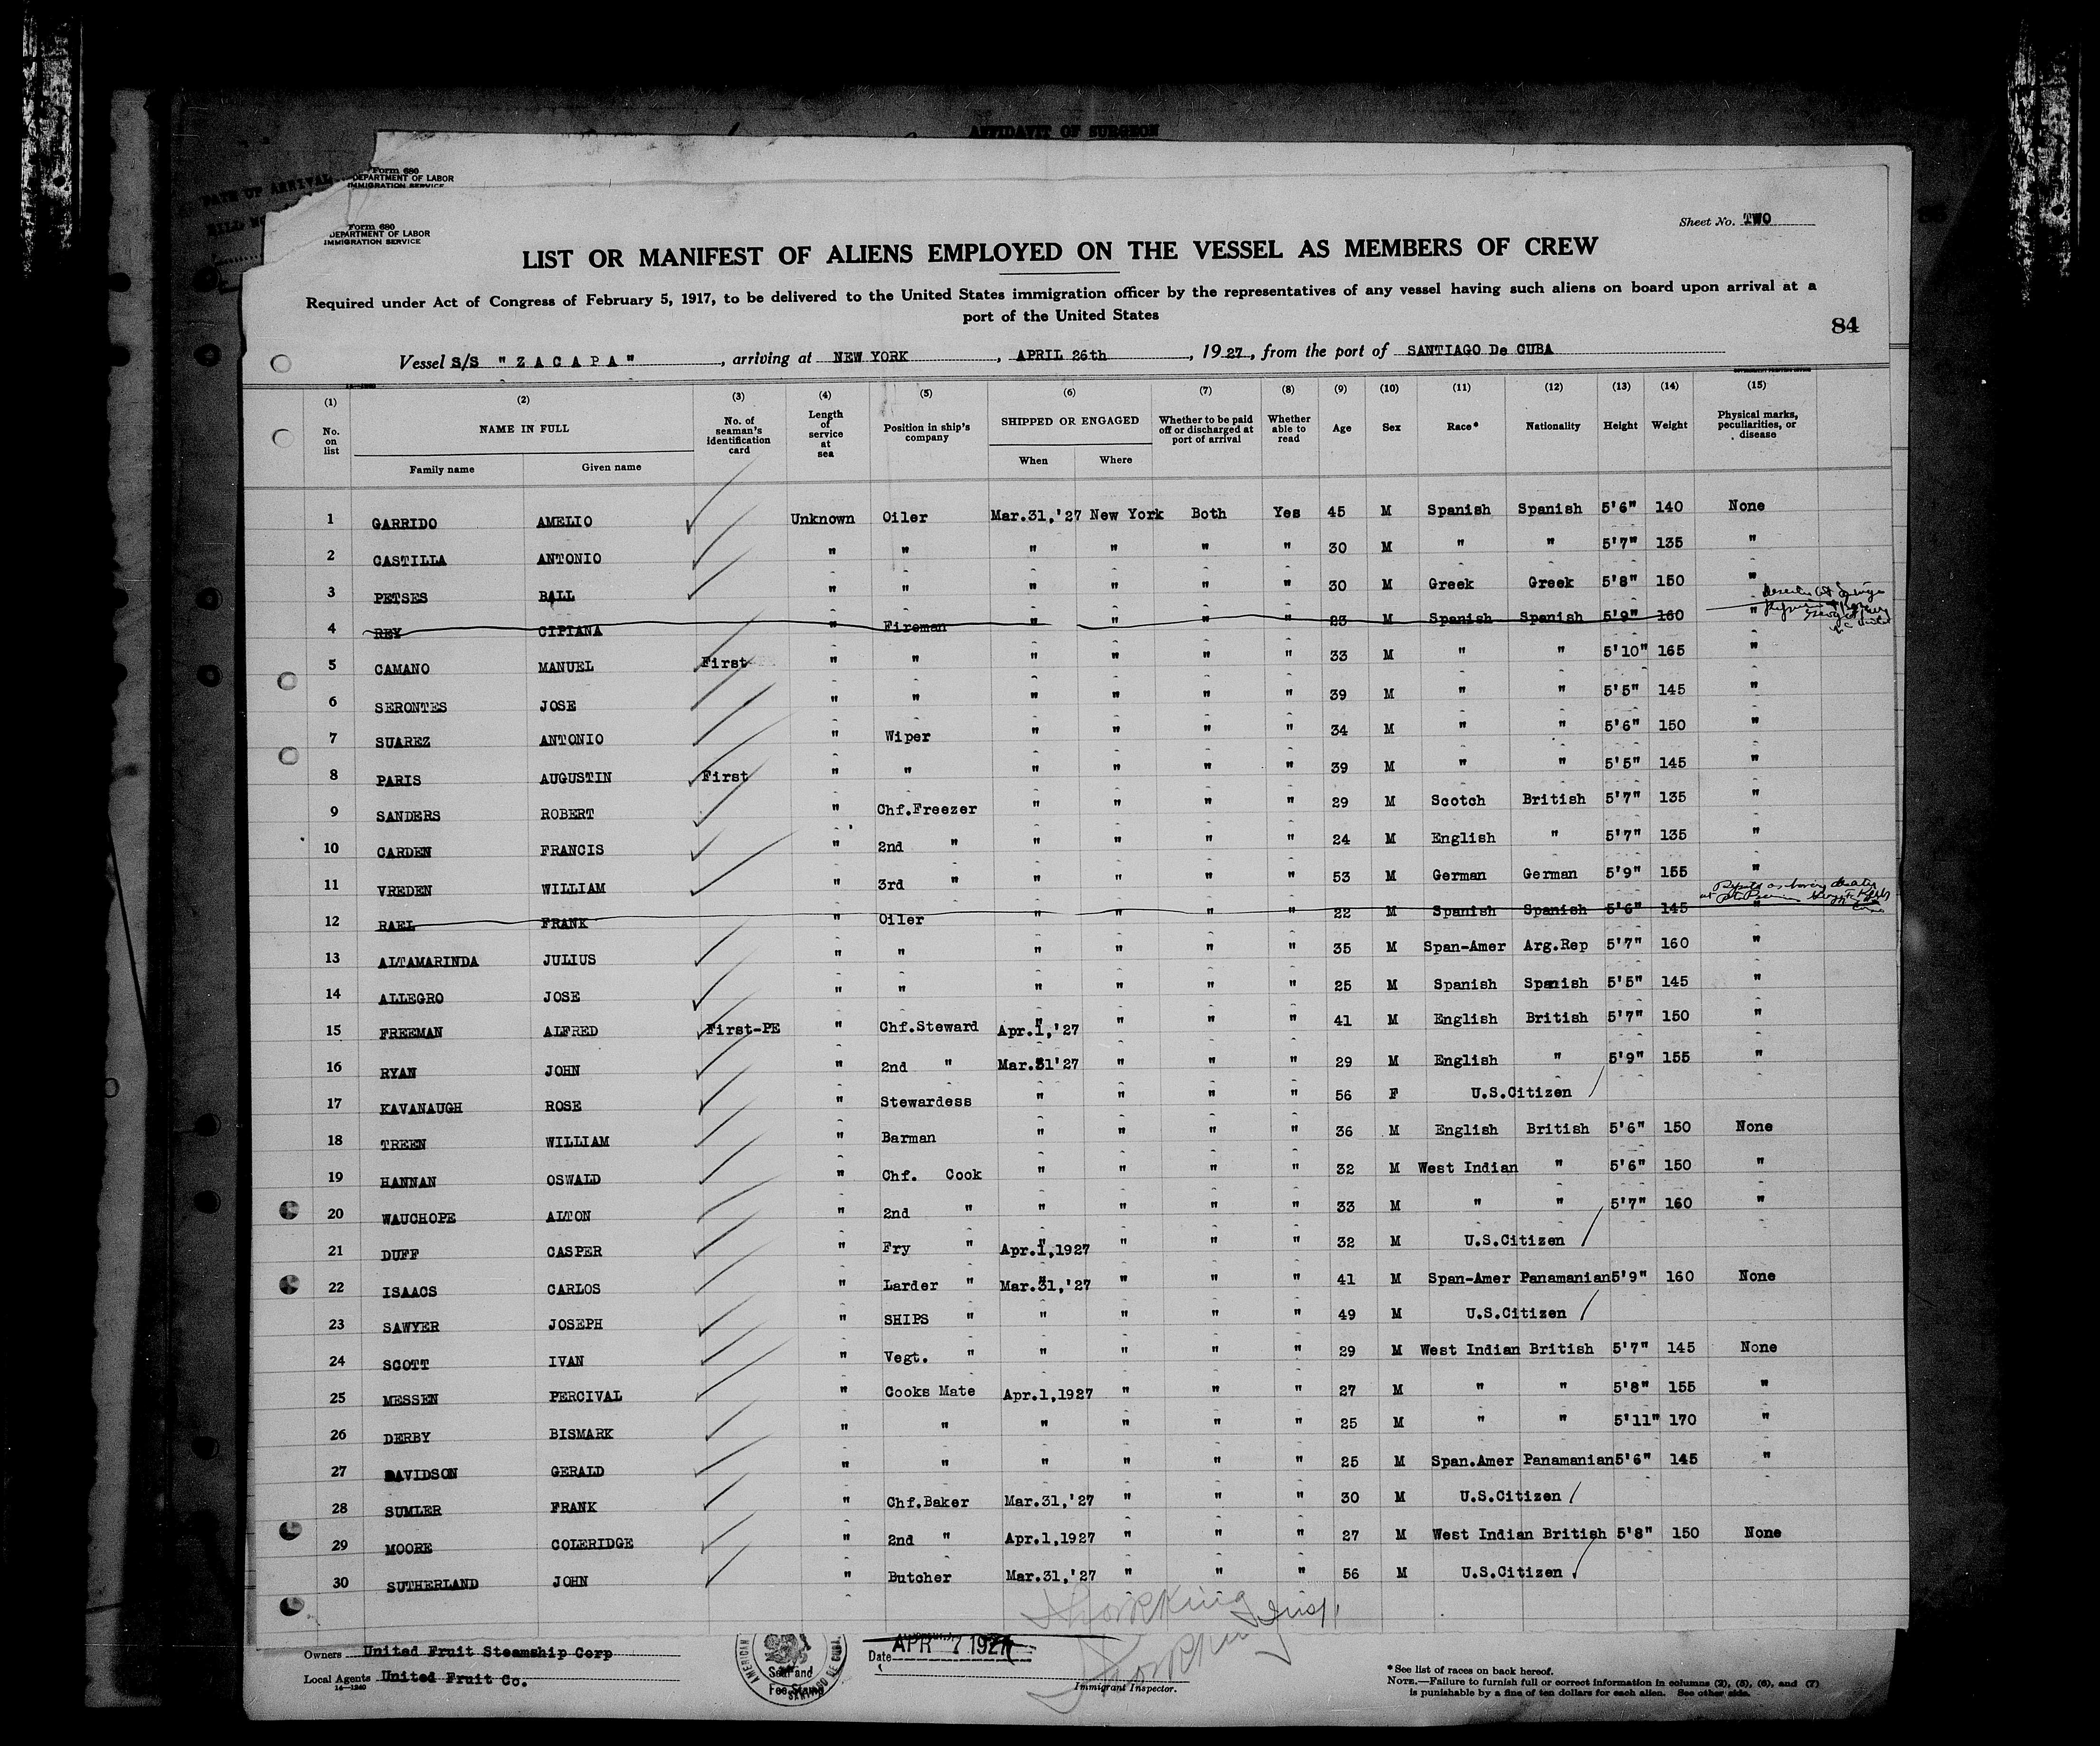 AFFIDAVIT OF SURGEON
Form 680
DEPARTMENT OF LABOR
IMMIGRATION SERVICE
Form 680
DEPARTMENT OF LABOR
IMMIGRATION SERVICE
Sheet No. TWO
LIST OR MANIFEST OF ALIENS EMPLOYED ON THE VESSEL AS MEMBERS OF CREW
Required under Act of Congress of February 5, 1917, to be delivered to the United States immigration officer by the representatives of any vessel having such aliens on board upon arrival at a
port of the United States
84
Vessel S/S "ZACAPA", arriving at NEW YORK, APRIL 26th, 1927, from the port of SANTIAGO De CUBA
(1) (2) (3) (4) (5) (6) (7) (8) (9) (10) (11) (12) (13) (14) (15)
No. on list NAME IN FULL Family name Given name No. of seaman's identification card Length of service at sea Position in ship's company SHIPPED OR ENGAGED When Where Whether to be paid off or discharged at port of arrival Whether able to read Age Sex Race* Nationality Height Weight Physical marks, peculiarities, or disease
1 GARRIDO AMELIO Unknown Oiler Mar.31,'27 New York Both Yes 45 M Spanish Spanish 5'6" 140 None
2 CASTILLA ANTONIO " " " " " " 30 M " " 5'7" 135 "
3 PETSES BALL " " " " " " 30 M Greek Greek 5'8" 150 "
4 REY CIPIANA " Fireman " " " " 23 M Spanish Spanish 5'9" 160 "
5 CAMANO MANUEL First " " " " " " 33 M " " 5'10" 165 "
6 SERONTES JOSE " " " " " " 39 M " " 5'5" 145 "
7 SUAREZ ANTONIO " Wiper " " " " 34 M " " 5'6" 150 "
8 PARIS AUGUSTIN First " " " " " " 39 M " " 5'5" 145 "
9 SANDERS ROBERT " Chf.Freezer " " " " 29 M Scotch British 5'7" 135 "
10 CARDEN FRANCIS " 2nd " " " " " 24 M English " 5'7" 135 "
11 VREDEN WILLIAM " 3rd " " " " " 53 M German German 5'9" 155 "
12 RAEL FRANK " Oiler " " " " 22 M Spanish Spanish 5'6" 145 "
13 ALTAMARINDA JULIUS " " " " " " 35 M Span-Amer Arg.Rep 5'7" 160 "
14 ALLEGRO JOSE " " " " " " 25 M Spanish Spanish 5'5" 145 "
15 FREEMAN ALFRED First-PE " Chf.Steward Apr.1,'27 " " " 41 M English British 5'7" 150 "
16 RYAN JOHN " 2nd " Mar.31'27 " " " 29 M English " 5'9" 155 "
17 KAVANAUGH ROSE " Stewardess " " " " 56 F U.S.Citizen
18 TREEN WILLIAM " Barman " " " " 36 M English British 5'6" 150 None
19 HANNAN OSWALD " Chf. Cook " " " " 32 M West Indian " 5'6" 150 "
20 WAUCHOPE ALTON " 2nd " " " " " 33 M " " 5'7" 160 "
21 DUFF CASPER " Fry " Apr.1,1927 " " " 32 M U.S.Citizen
22 ISAACS CARLOS " Larder " Mar.31,'27 " " " 41 M Span-Amer Panamanian 5'9" 160 None
23 SAWYER JOSEPH " SHIPS " " " " " 49 M U.S.Citizen
24 SCOTT IVAN " Vegt. " " " " " 29 M West Indian British 5'7" 145 None
25 MESSEN PERCIVAL " Cooks Mate Apr.1,1927 " " " 27 M " " 5'8" 155 "
26 DERBY BISMARK " " " " " " 25 M " " 5'11" 170 "
27 DAVIDSON GERALD " " " " " " 25 M Span.Amer Panamanian 5'6" 145 "
28 SUMLER FRANK " Chf.Baker Mar.31,'27 " " " 30 M U.S.Citizen
29 MOORE COLERIDGE " 2nd " Apr.1,1927 " " " 27 M West Indian British 5'8" 150 None
30 SUTHERLAND JOHN " Butcher Mar.31,'27 " " " 56 M U.S.Citizen
Owners United Fruit Steamship Corp
Local Agents United Fruit Co.
Seal and
Fee Stamp
Date APR 7 1927
Immigrant Inspector.
*See list of races on back hereof.
NOTE.—Failure to furnish full or correct information in columns (2), (5), (6), and (7)
is punishable by a fine of ten dollars for each alien. See other side.